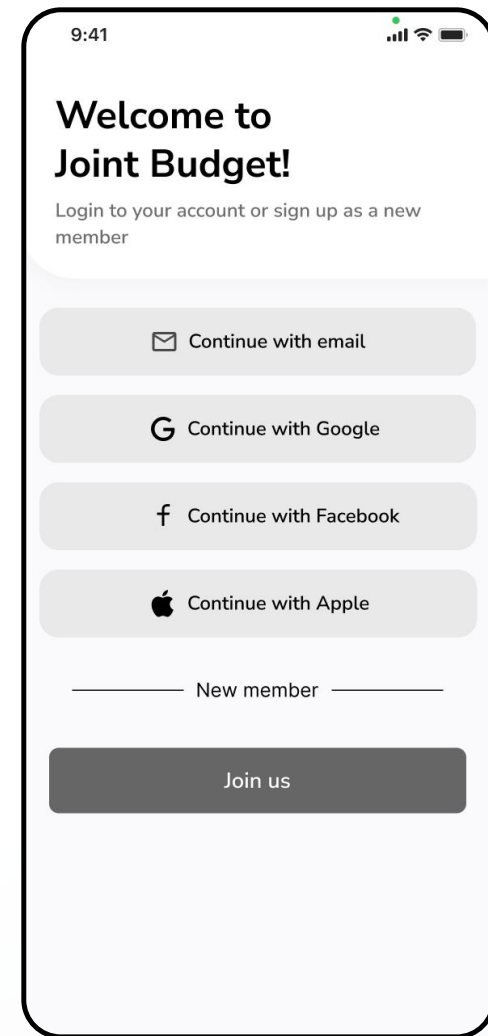 9:41
Welcome to
Joint Budget!
Login to your account or sign up as a new
member
Continue with email
Continue with Google
Continue with Facebook
Continue with Apple
New member
Join us